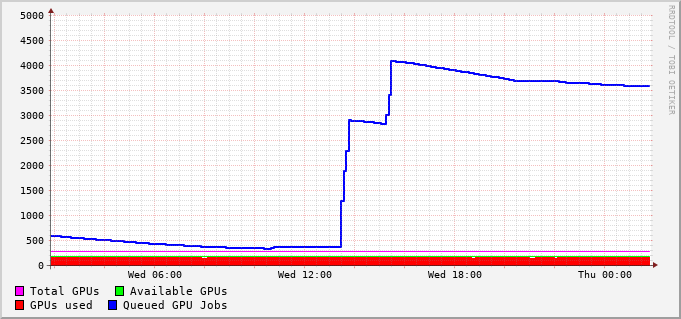 RRDTOOL / TOBI OETIKER
5000
4500
4000
3500
3000
2500
2000
1500
1000
500
0
Wed 06:00 Wed 12:00 Wed 18:00 Thu 00:00
Total GPUs Available GPUs
GPUs used Queued GPU Jobs